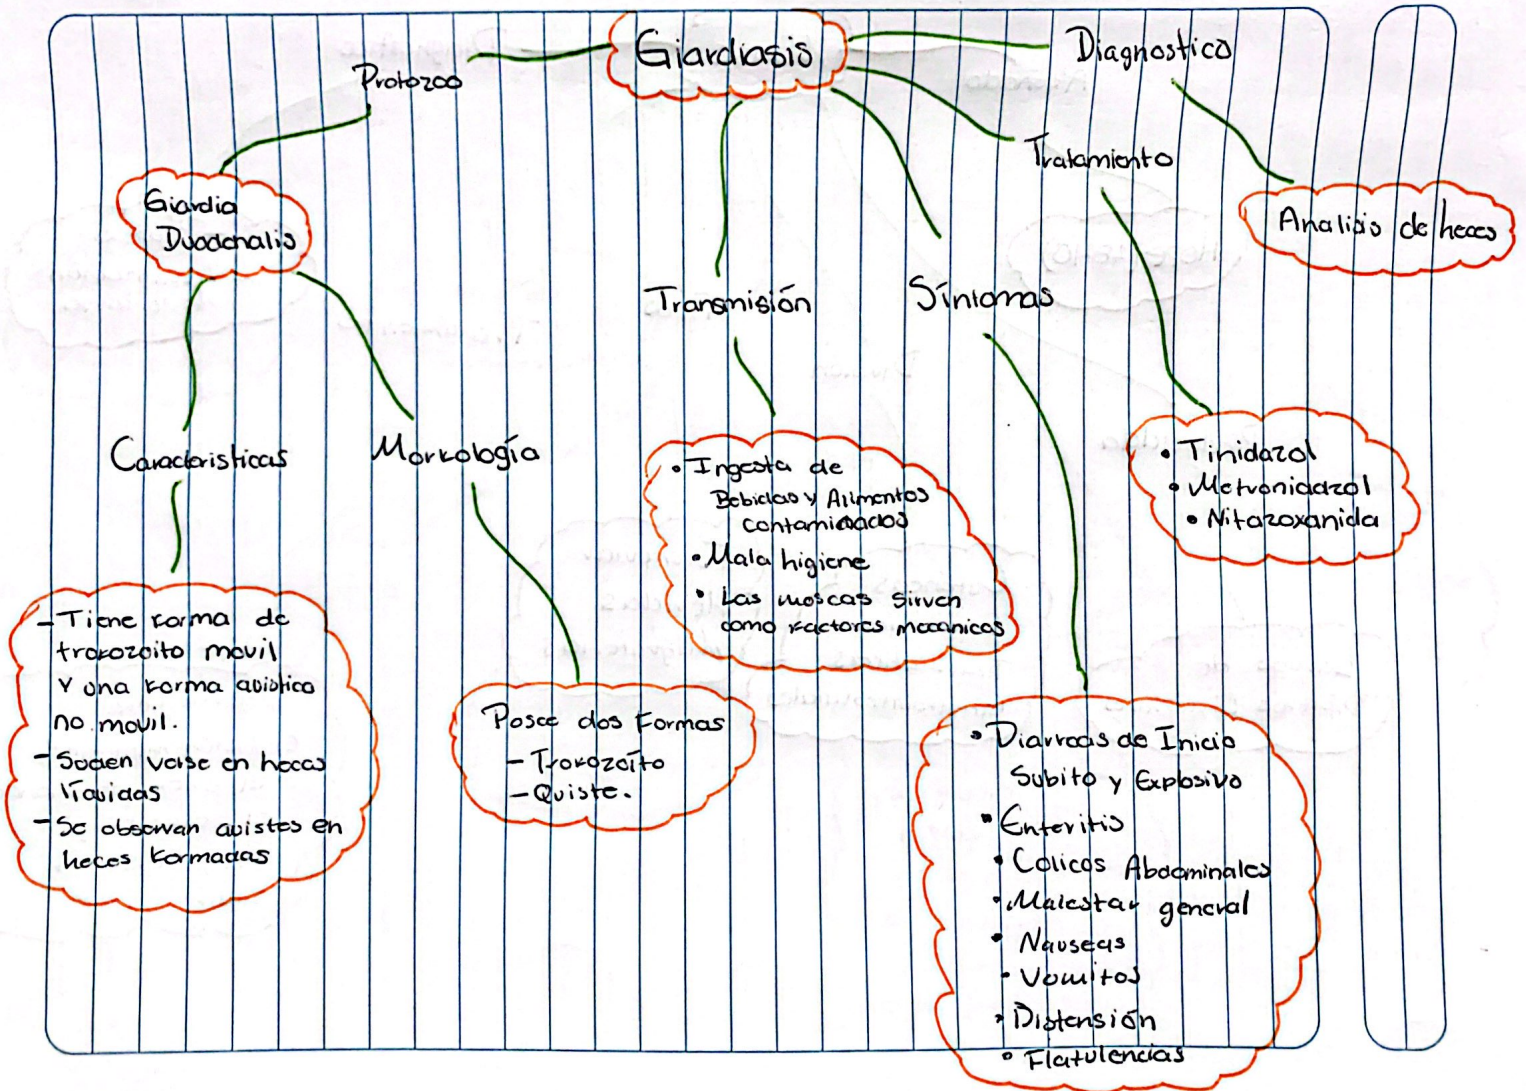 Giardiasis
Protozoo
Giardia
Duodenalis
Caracteristicas
- Tiene forma de
trofozoito movil
y una forma quistica
no movil.
- Suelen verse en heces
líquidas
- Se observan quistes en
heces formadas
Morfología
Posee dos Formas
- Trofozoíto
- Quiste.
Transmisión
• Ingesta de
Bebidas y Alimentos
contaminados
• Mala higiene
• Las moscas sirven
como factores mecanicos
Síntomas
• Diarreas de Inicio
Subito y Explosivo
• Enteritis
• Colicos Abdominales
• Malestar general
• Nauseas
• Vomitos
• Distensión
• Flatulencias
Tratamiento
• Tinidazol
• Metronidazol
• Nitazoxanida
Diagnostico
Analisis de heces